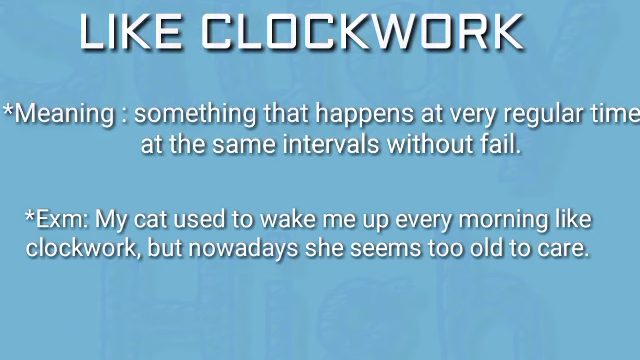 LIKE CLOCKWORK
*Meaning : something that happens at very regular time
at the same intervals without fail.
*Exm: My cat used to wake me up every morning like
clockwork, but nowadays she seems too old to care.